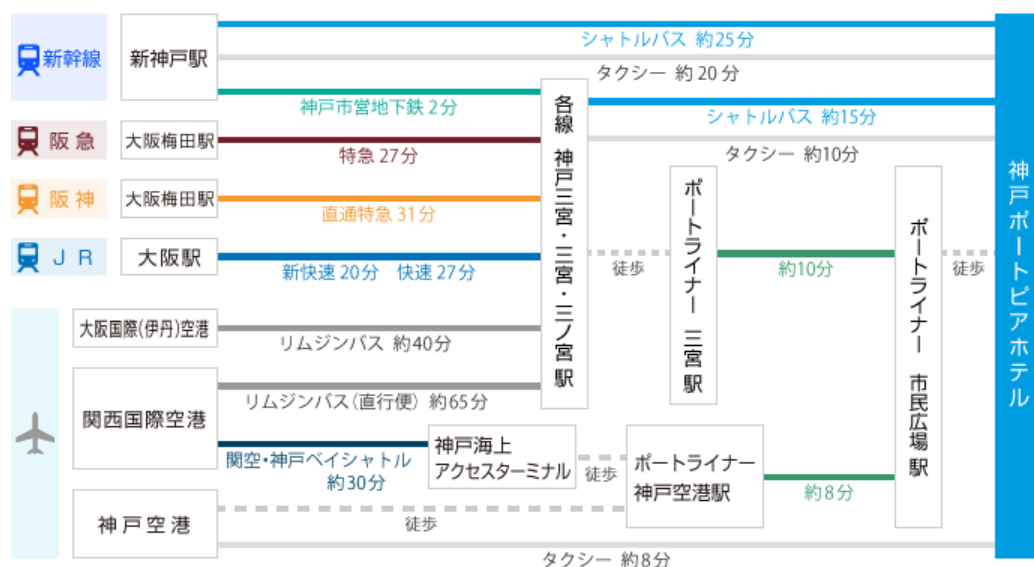 新幹線
新神戸駅
シャトルバス 約25分
タクシー 約20分
神戸市営地下鉄 2分
各線 神戸三宮・三宮・三ノ宮 駅
シャトルバス 約15分
タクシー 約10分
阪急
大阪梅田駅
特急 27分
阪神
大阪梅田駅
直通特急 31分
JR
大阪駅
新快速 20分 快速 27分
徒歩
ポートライナー 三宮 駅
約10分
ポートライナー 市民広場 駅
徒歩
神戸ポートピアホテル
大阪国際(伊丹)空港
リムジンバス 約40分
関西国際空港
リムジンバス(直行便) 約65分
関空・神戸ベイシャトル
約30分
神戸海上
アクセスターミナル
徒歩
ポートライナー
神戸空港駅
約8分
神戸空港
徒歩
タクシー 約8分